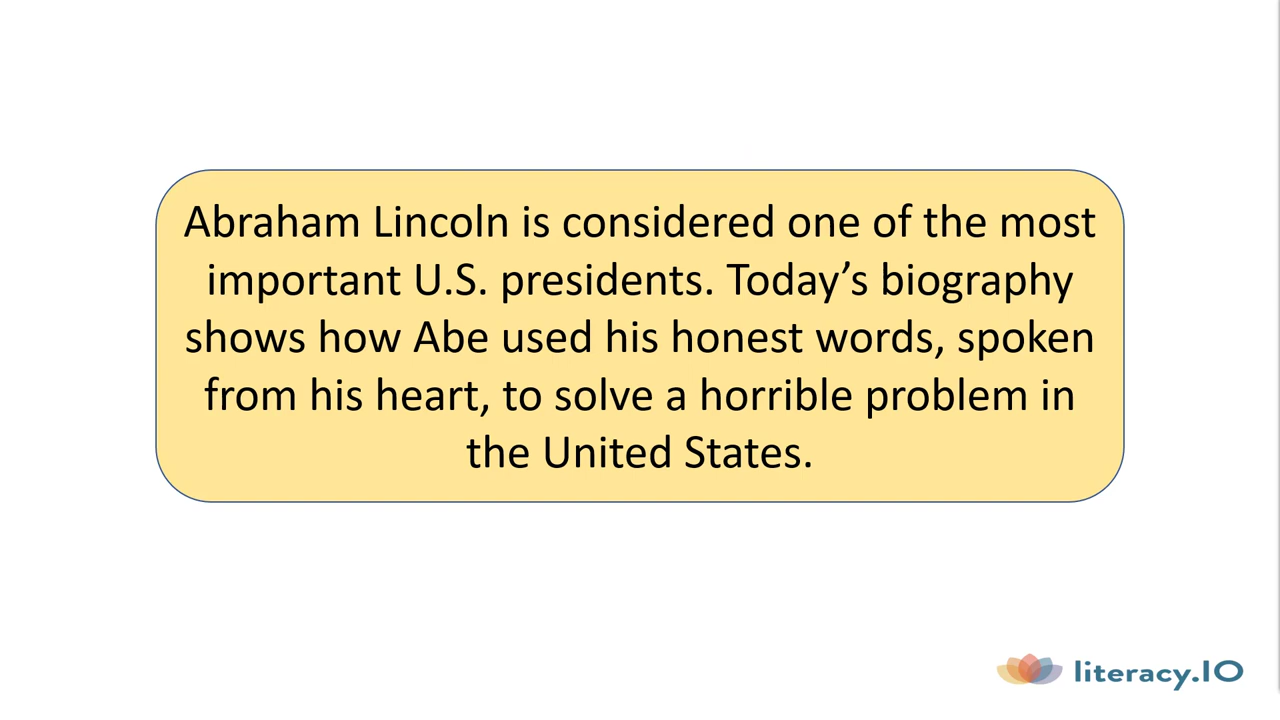 Abraham Lincoln is considered one of the most
important U.S. presidents. Today’s biography
shows how Abe used his honest words, spoken
from his heart, to solve a horrible problem in
the United States.
literacy.IO